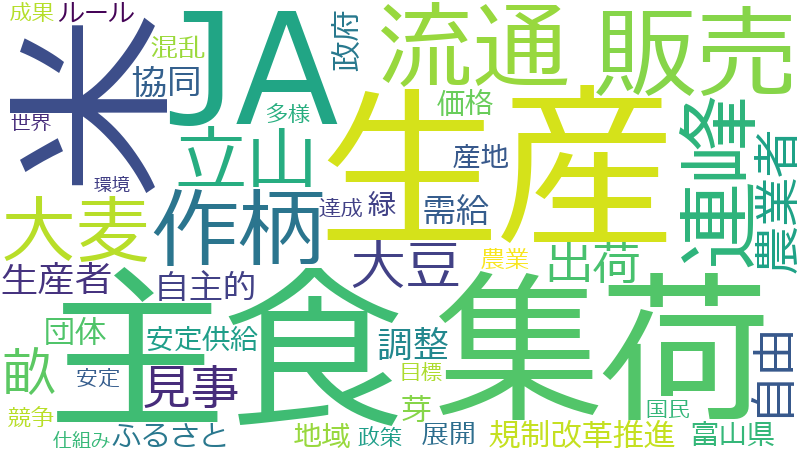 成果
ルール
JA
流通
販売
混乱
政府
協同
米
世界
多様
価格
生産
連峰
立山
環境
産地
農業者
大麦
作柄
達成
緑
需給
大豆
農業
出荷
生産者
自主的
主食
集荷
団体
安定供給
調整
自由
畝
安定
見事
目標
芽
国民
競争
仕組み
ふるさと
地域
政策
展開
規制改革推進
富山県